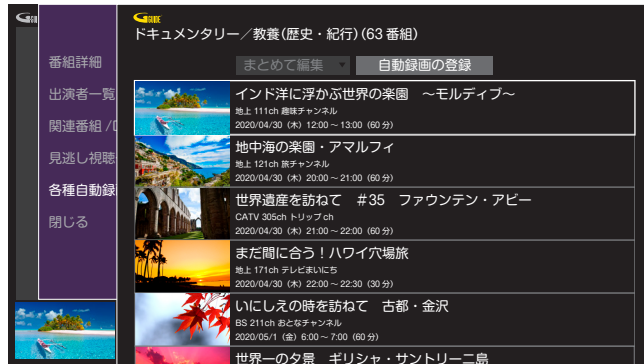 GGUIDE
ドキュメンタリー／教養(歴史・紀行)(63 番組)
まとめて編集
自動録画の登録
番組詳細
出演者一覧
関連番組 /
見逃し視聴
各種自動録
閉じる
インド洋に浮かぶ世界の楽園　〜モルディブ〜
地上 111ch 趣味チャンネル
2020/04/30（木）12:00〜13:00 (60 分)
地中海の楽園・アマルフィ
地上 121ch 旅チャンネル
2020/04/30（木）20:00〜21:00 (60 分)
世界遺産を訪ねて　＃35　ファウンテン・アビー
CATV 305ch トリップ ch
2020/04/30（木）21:00〜22:00 (60 分)
まだ間に合う！ハワイ穴場旅
地上 171ch テレビまいにち
2020/04/30（木）22:00〜22:30 (30 分)
いにしえの時を訪ねて　古都・金沢
BS 211ch おとなチャンネル
2020/05/1（金）6:00〜7:00 (60 分)
世界一の夕景　ギリシャ・サントリーニ島